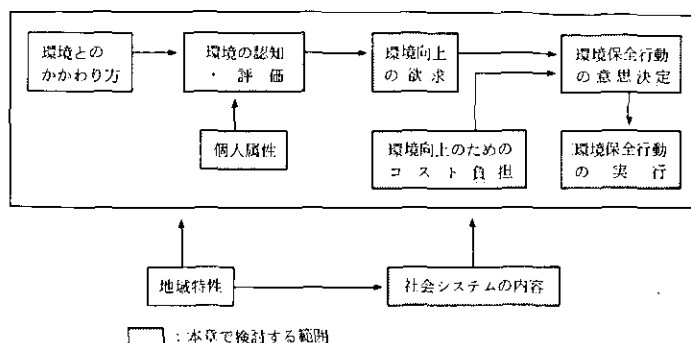 環境との
かかわり方
環境の認知
・評価
環境向上
の欲求
環境保全行動
の意思決定
個人属性
環境向上のための
コスト負担
環境保全行動
の実行
地域特性
社会システムの内容
:本章で検討する範囲